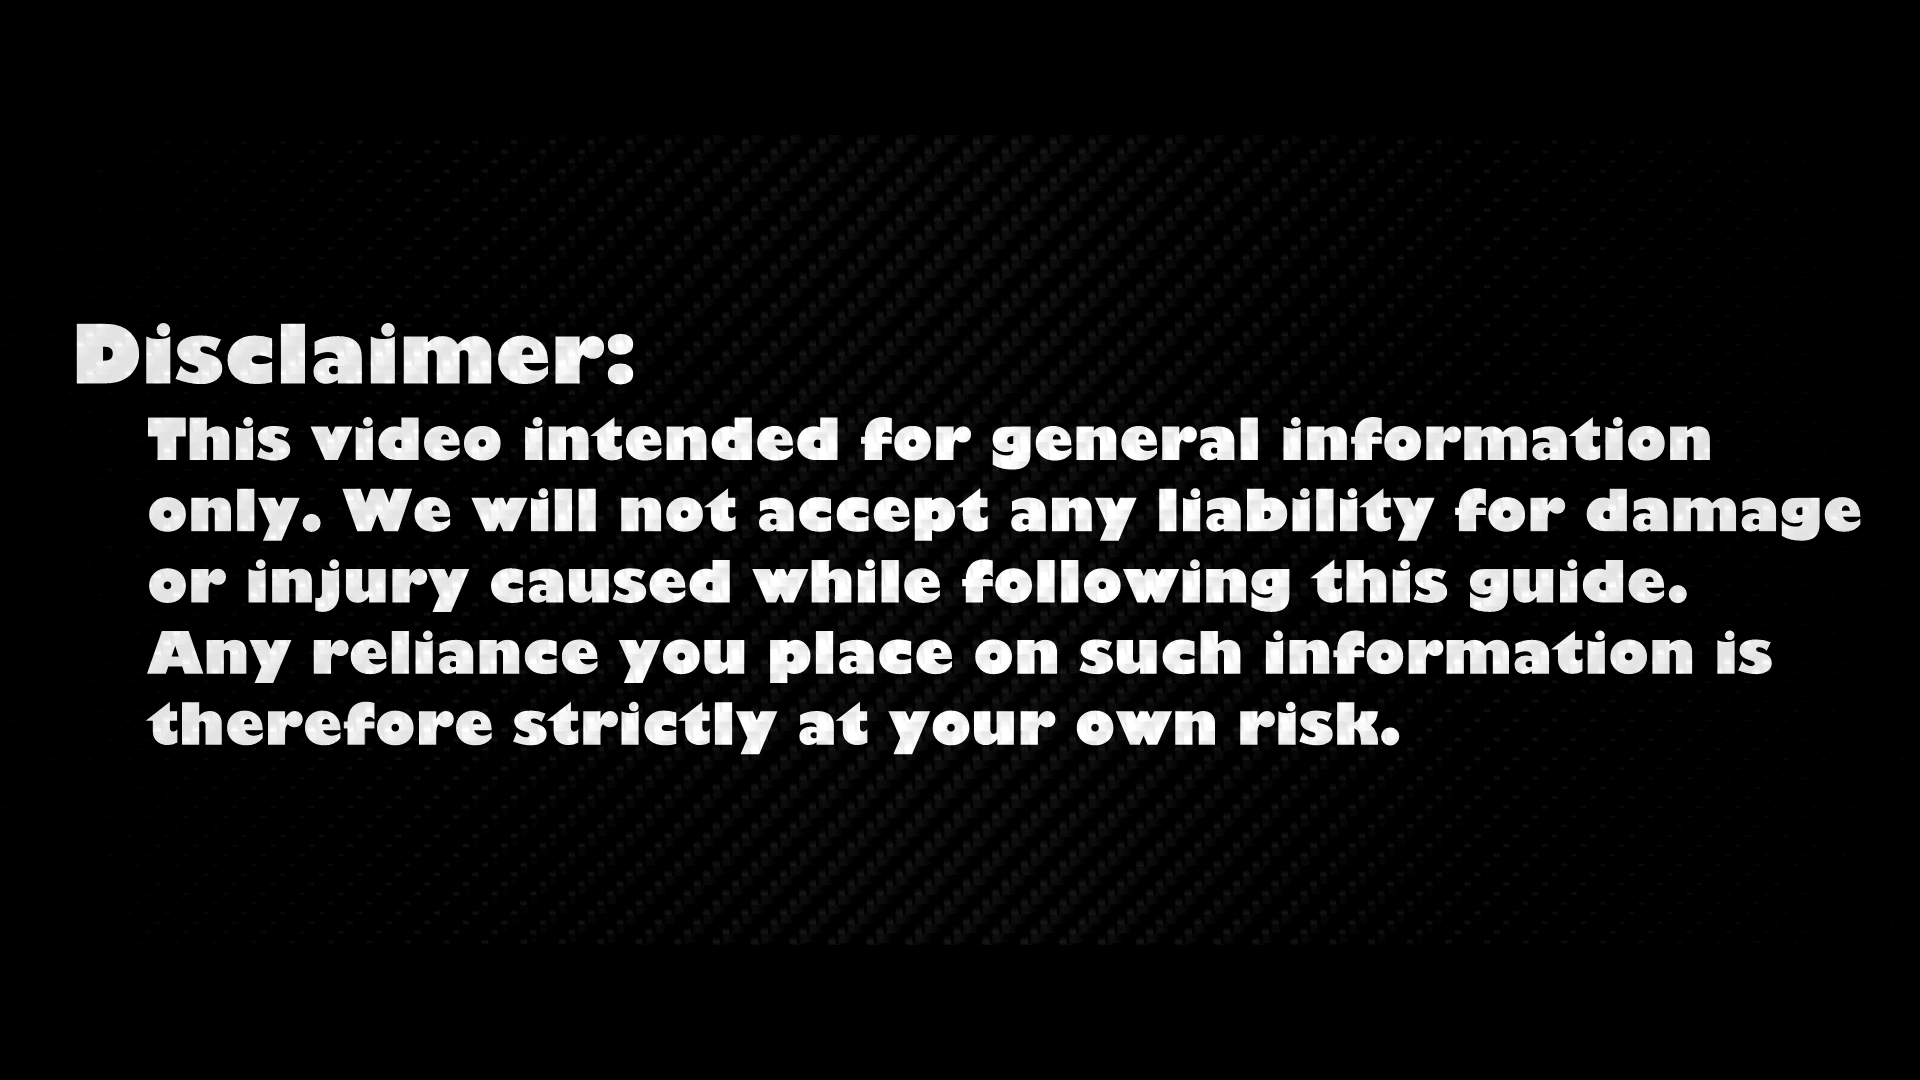 Disclaimer:
This video intended for general information
only. We will not accept any liability for damage
or injury caused while following this guide.
Any reliance you place on such information is
therefore strictly at your own risk.